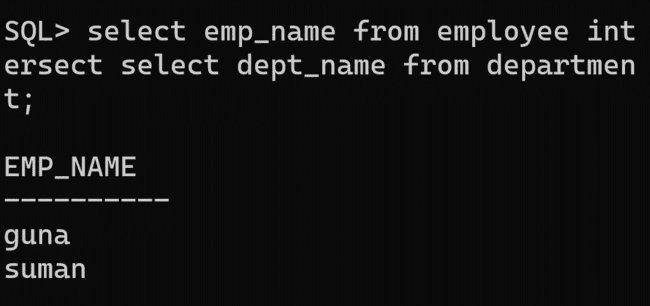 SQL> select emp_name from employee int
ersect select dept_name from departmen
t;
EMP_NAME
----------
guna
suman